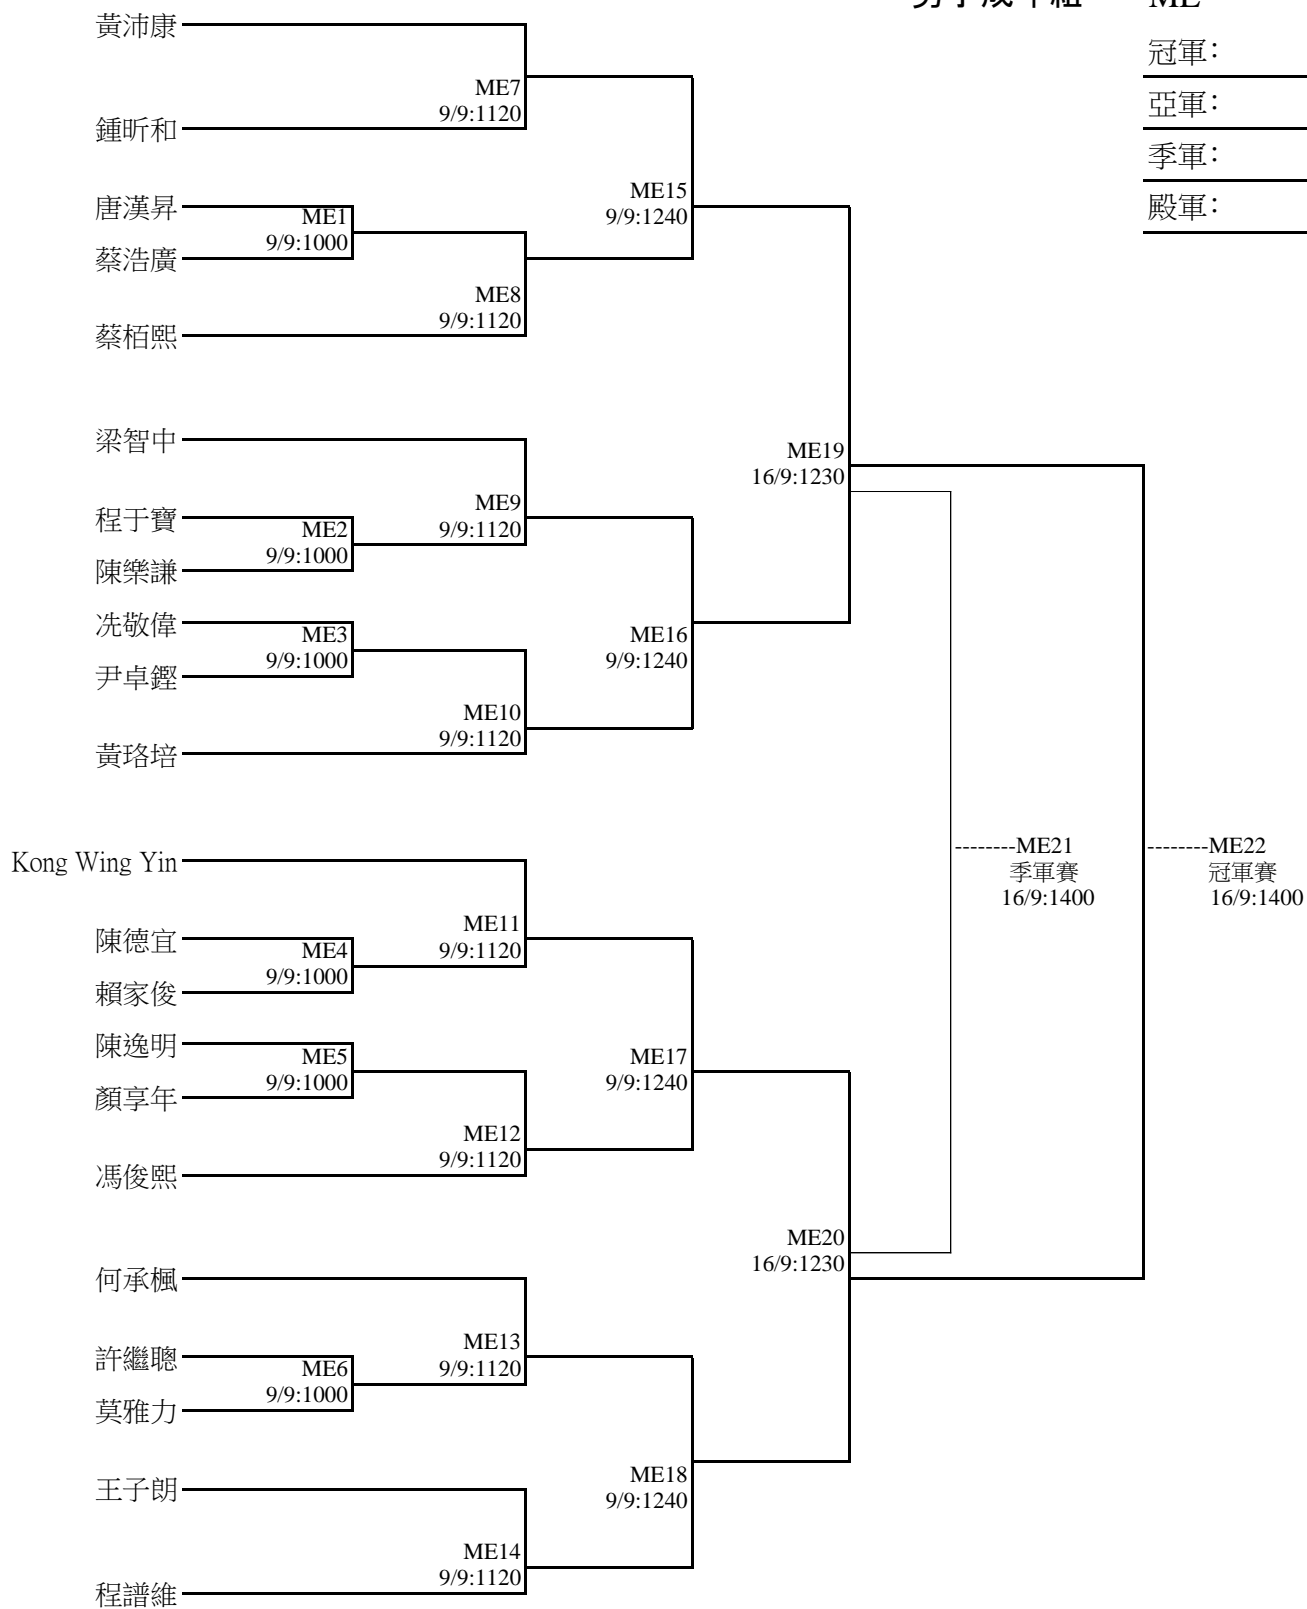 男子成年組 ME
冠軍:
亞軍:
季軍:
殿軍:
黃沛康
ME7
9/9:1120
鍾昕和
ME15
9/9:1240
唐漢昇
ME1
9/9:1000
蔡浩廣
ME8
9/9:1120
蔡栢熙
梁智中
ME19
16/9:1230
ME9
9/9:1120
程于寶
ME2
9/9:1000
陳樂謙
冼敬偉
ME3
9/9:1000
尹卓鏗
ME16
9/9:1240
ME10
9/9:1120
黃珞培
--------ME21
季軍賽
16/9:1400
--------ME22
冠軍賽
16/9:1400
Kong Wing Yin
ME11
9/9:1120
陳德宜
ME4
9/9:1000
賴家俊
陳逸明
ME5
9/9:1000
顏享年
ME17
9/9:1240
ME12
9/9:1120
馮俊熙
ME20
16/9:1230
何承楓
ME13
9/9:1120
許繼聰
ME6
9/9:1000
莫雅力
ME18
9/9:1240
王子朗
ME14
9/9:1120
程譜維